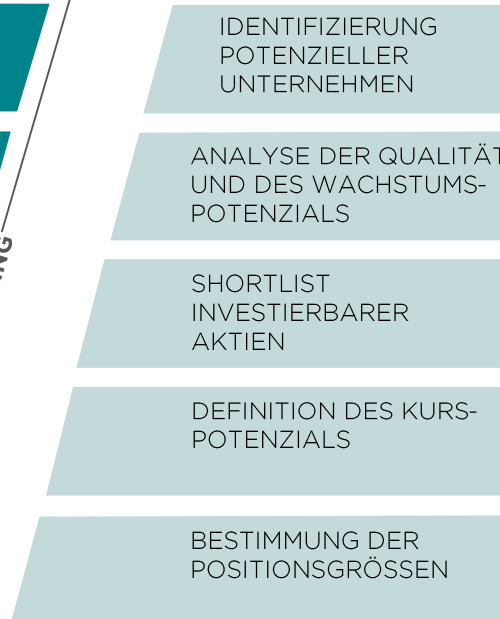 IDENTIFIZIERUNG
POTENZIELLER
UNTERNEHMEN
ANALYSE DER QUALITÄT
UND DES WACHSTUMS-
POTENZIALS
SHORTLIST
INVESTIERBARER
AKTIEN
DEFINITION DES KURS-
POTENZIALS
BESTIMMUNG DER
POSITIONSGRÖSSEN